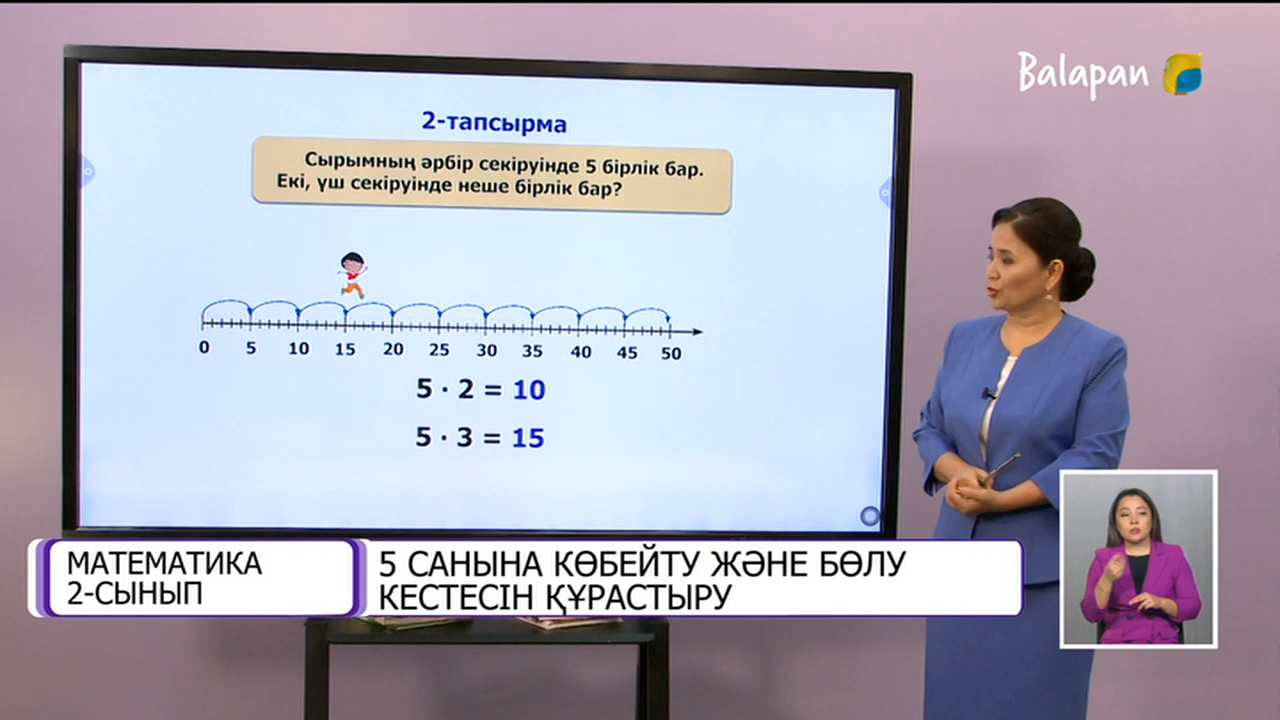 Balapan
2-тапсырма
Сырымның әрбір секіруінде 5 бірлік бар.
Екі, үш секіруінде неше бірлік бар?
0 5 10 15 20 25 30 35 40 45 50
5 · 2 = 10
5 · 3 = 15
МАТЕМАТИКА
2-СЫНЫП
5 САНЫНА КӨБЕЙТУ ЖӘНЕ БӨЛУ
КЕСТЕСІН ҚҰРАСТЫРУ